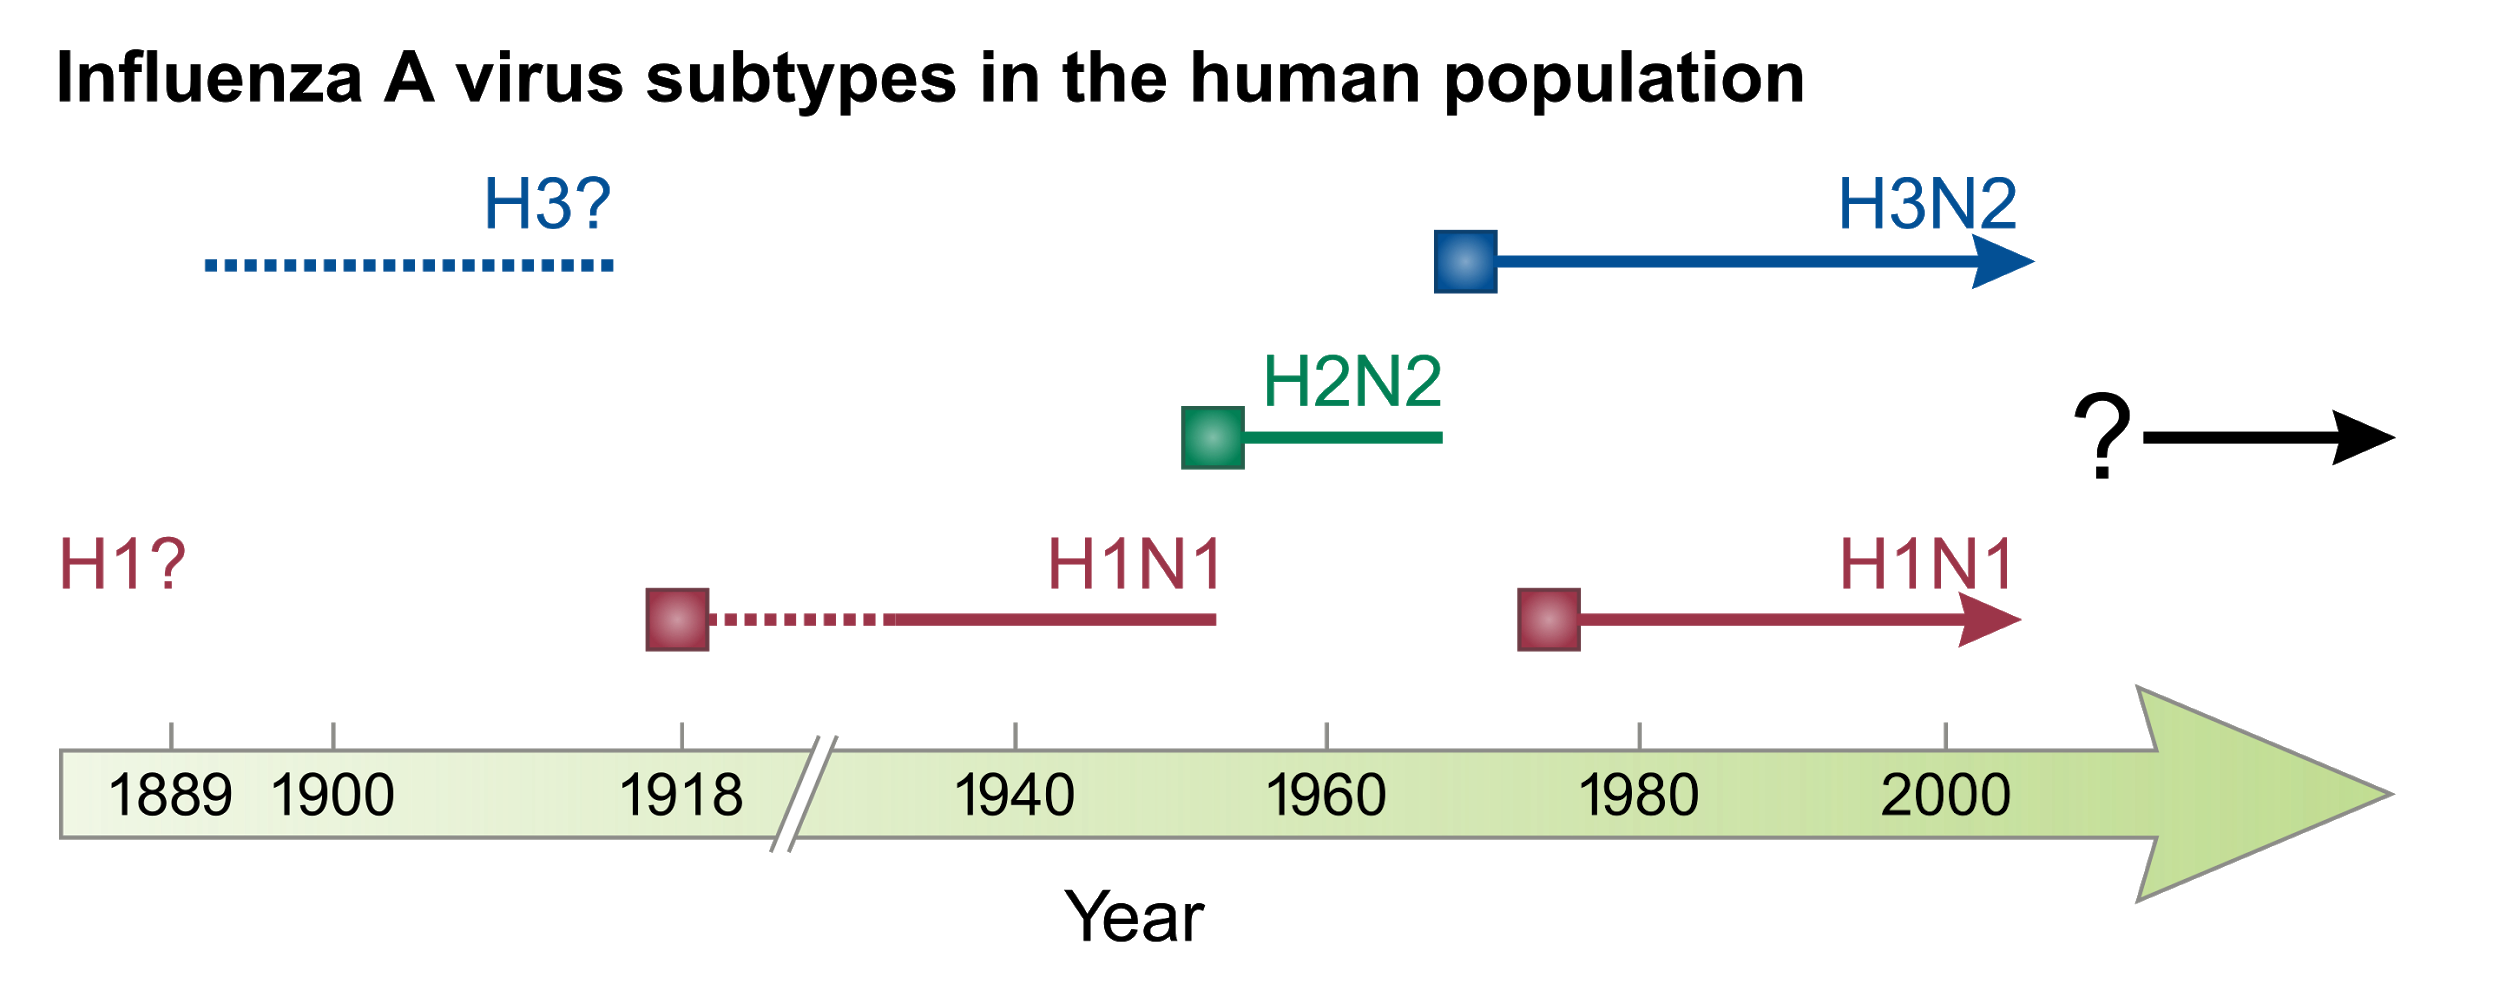 Influenza A virus subtypes in the human population
H3?
H3N2
H2N2
?
H1?
H1N1
H1N1
1889 1900 1918 1940 1960 1980 2000
Year